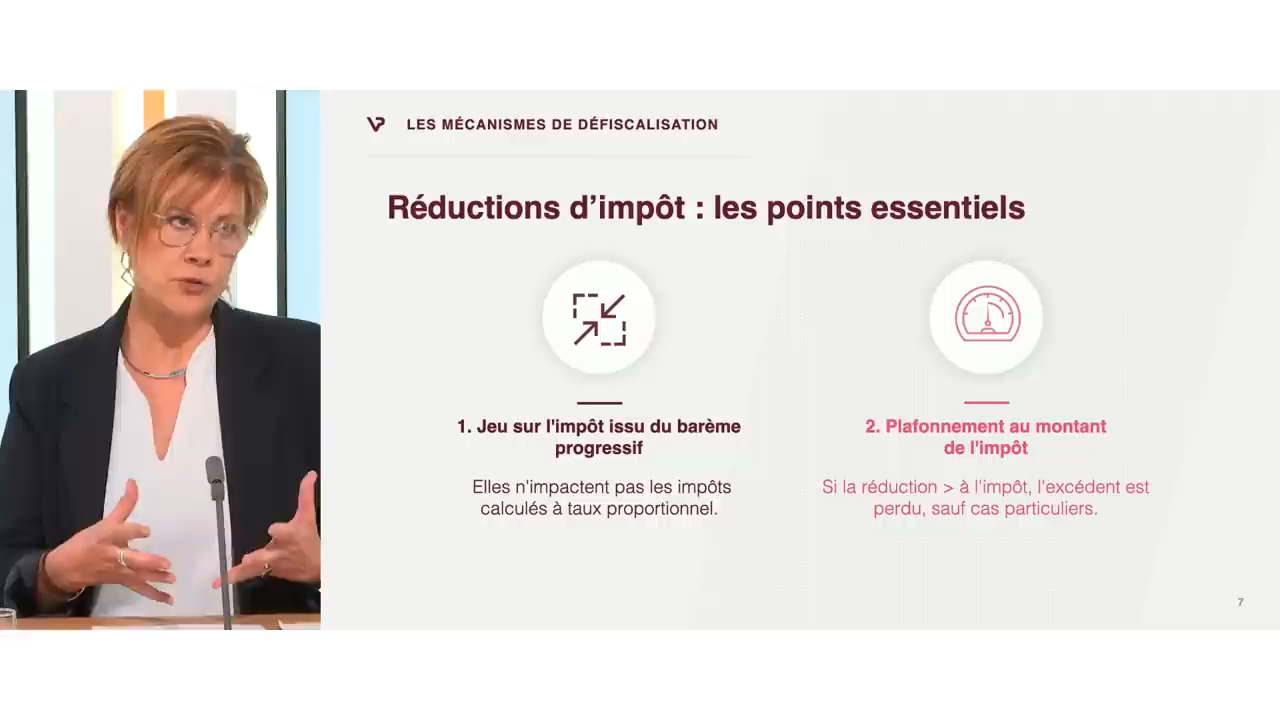 VP LES MÉCANISMES DE DÉFISCALISATION
Réductions d'impôt : les points essentiels
1. Jeu sur l'impôt issu du barème
progressif
Elles n'impactent pas les impôts
calculés à taux proportionnel.
2. Plafonnement au montant
de l'impôt
Si la réduction > à l'impôt, l'excédent est
perdu, sauf cas particuliers.
7